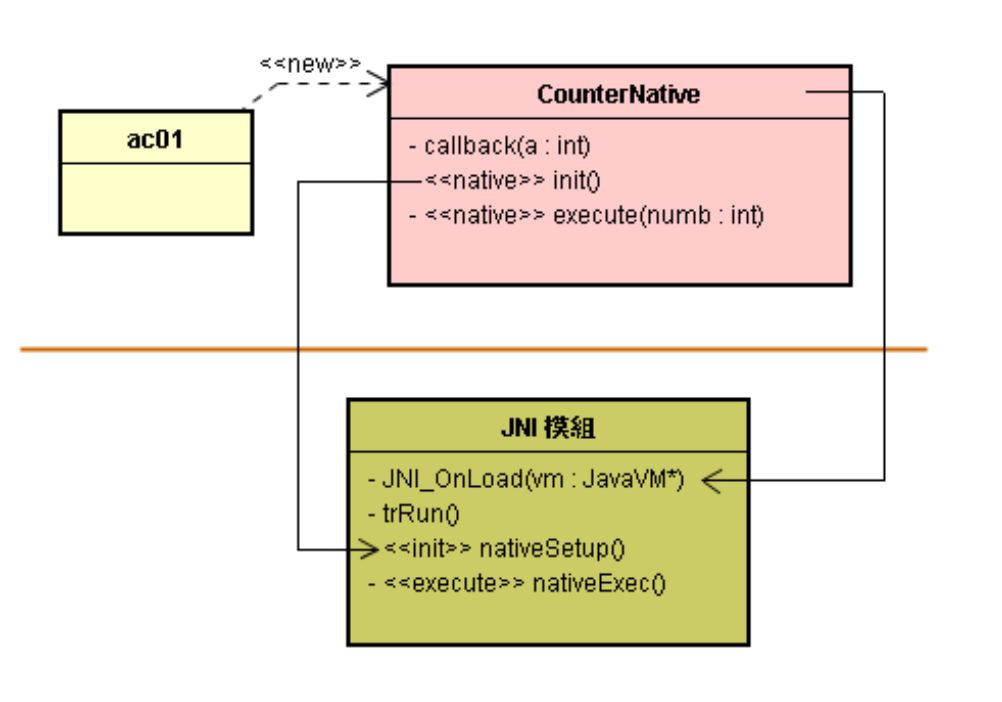 <<new>>
CounterNative
ac01
- callback(a : int)
<<native>> init()
- <<native>> execute(numb : int)
JNI 模組
- JNI_OnLoad(vm : JavaVM*)
- trRun()
<<init>> nativeSetup()
- <<execute>> nativeExec()